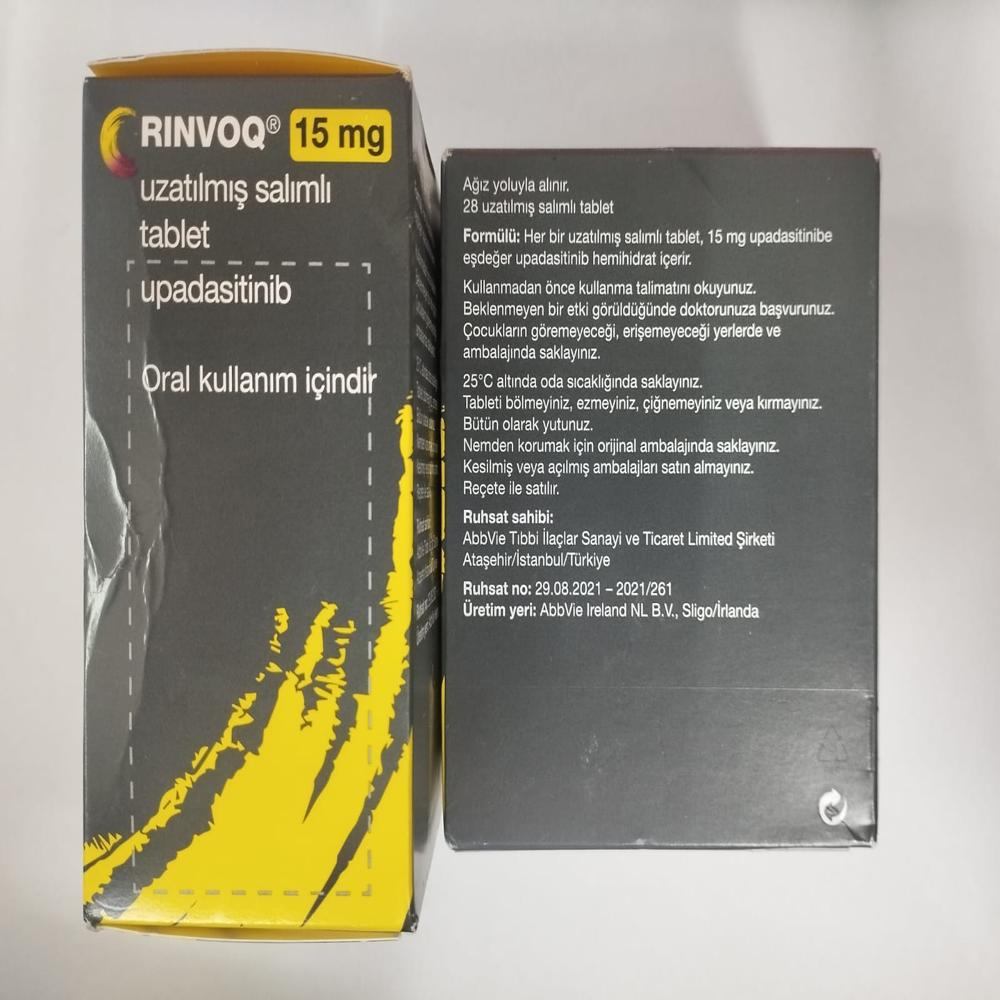 RINVOQ® 15 mg
uzatılmış salımlı
tablet
upadasitinib
Oral kullanım içindir
Ağız yoluyla alınır.
28 uzatılmış salımlı tablet
Formülü: Her bir uzatılmış salımlı tablet, 15 mg upadasitinibe
eşdeğer upadasitinib hemihidrat içerir.
Kullanmadan önce kullanma talimatını okuyunuz.
Beklenmeyen bir etki görüldüğünde doktorunuza başvurunuz.
Çocukların göremeyeceği, erişemeyeceği yerlerde ve
ambalajında saklayınız.
25°C altında oda sıcaklığında saklayınız.
Tableti bölmeyiniz, ezmeyiniz, çiğnemeyiniz veya kırmayınız.
Bütün olarak yutunuz.
Nemden korumak için orijinal ambalajında saklayınız.
Kesilmiş veya açılmış ambalajları satın almayınız.
Reçete ile satılır.
Ruhsat sahibi:
AbbVie Tıbbi İlaçlar Sanayi ve Ticaret Limited Şirketi
Ataşehir/İstanbul/Türkiye
Ruhsat no: 29.08.2021 – 2021/261
Üretim yeri: AbbVie Ireland NL B.V., Sligo/İrlanda